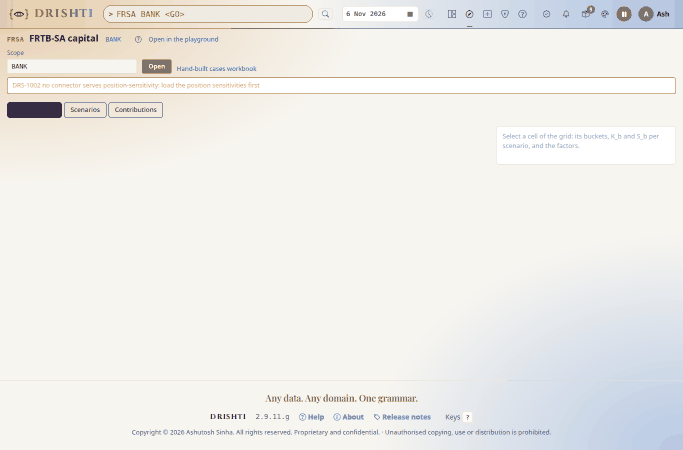 {👁} DRISHTI > FRSA BANK <GO> 6 Nov 2026 5 A Ash
FRSA FRTB-SA capital BANK ? Open in the playground
Scope
BANK Open Hand-built cases workbook
DRS-1002 no connector serves position-sensitivity: load the position sensitivities first
Scenarios Contributions
Select a cell of the grid: its buckets, K_b and S_b per
scenario, and the factors.
Any data. Any domain. One grammar.
DRISHTI 2.9.11.g Help About Release notes Keys ?
Copyright © 2026 Ashutosh Sinha. All rights reserved. Proprietary and confidential. · Unauthorised copying, use or distribution is prohibited.